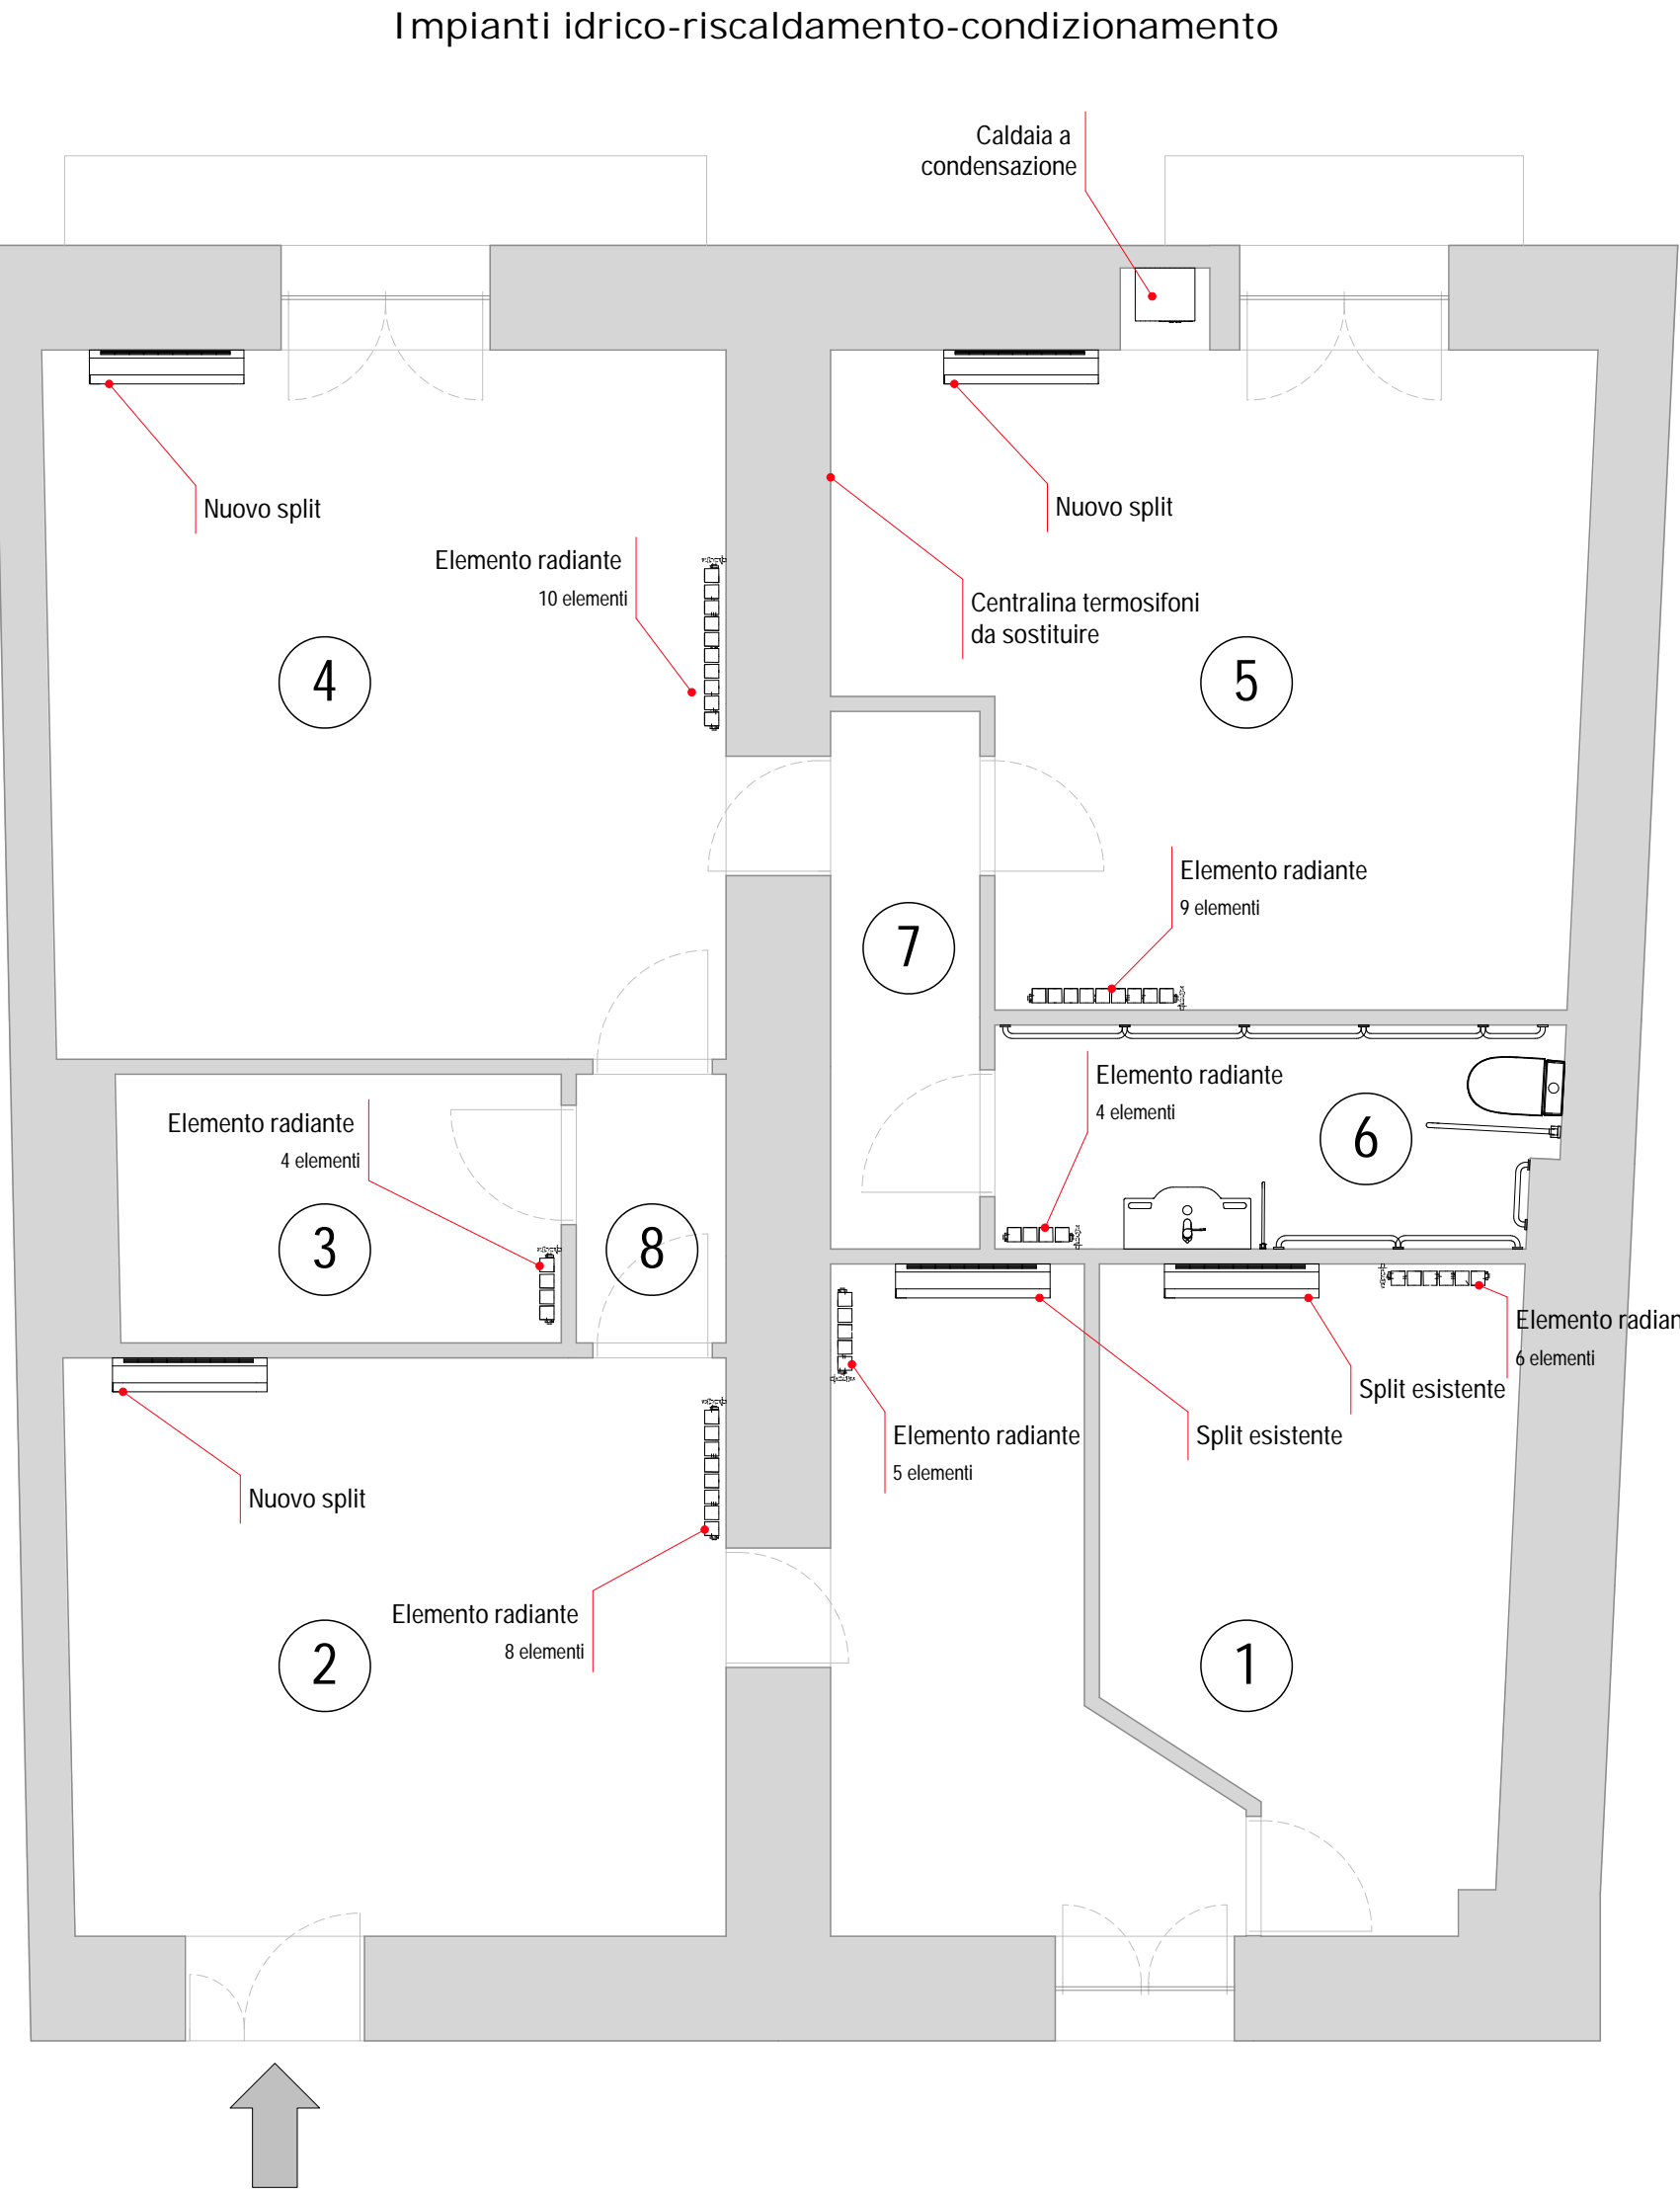 Impianti idrico-riscaldamento-condizionamento
Caldaia a
condensazione
Nuovo split
Nuovo split
Elemento radiante
10 elementi
Centralina termosifoni
da sostituire
4
5
Elemento radiante
9 elementi
7
Elemento radiante
4 elementi
Elemento radiante
4 elementi
6
3
8
Elemento radian
6 elementi
Split esistente
Elemento radiante
5 elementi
Split esistente
Nuovo split
Elemento radiante
8 elementi
2
1